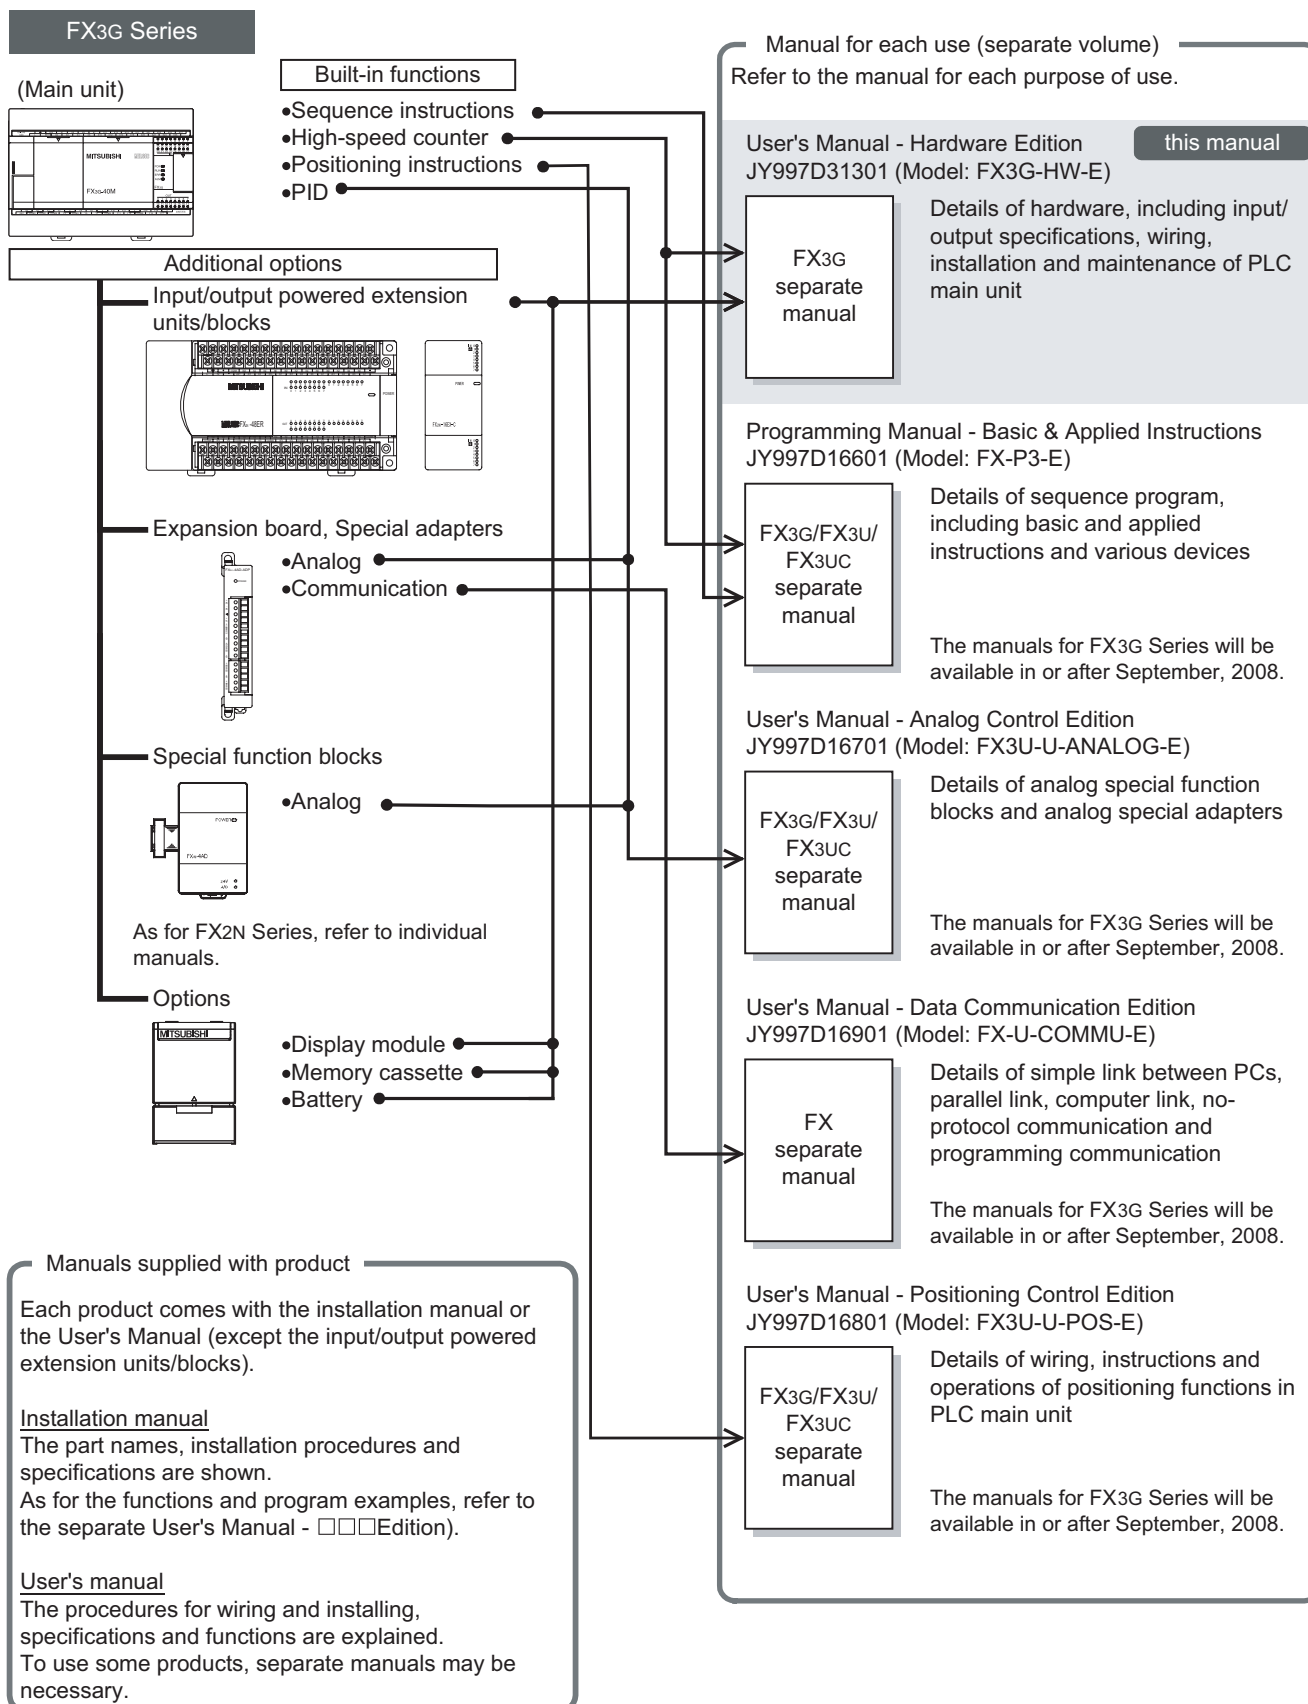 FX3G Series
(Main unit)
MITSUBISHI
FX3G-40M
Built-in functions
•Sequence instructions
•High-speed counter
•Positioning instructions
•PID
Additional options
Input/output powered extension
units/blocks
MITSUBISHI
POWER
POWER
Expansion board, Special adapters
•Analog
•Communication
Special function blocks
POWER
•Analog
As for FX2N Series, refer to individual
manuals.
Options
MITSUBISHI
•Display module
•Memory cassette
•Battery
Manuals supplied with product
Each product comes with the installation manual or
the User's Manual (except the input/output powered
extension units/blocks).
Installation manual
The part names, installation procedures and
specifications are shown.
As for the functions and program examples, refer to
the separate User's Manual - □□□Edition).
User's manual
The procedures for wiring and installing,
specifications and functions are explained.
To use some products, separate manuals may be
necessary.
Manual for each use (separate volume)
Refer to the manual for each purpose of use.
User's Manual - Hardware Edition
this manual
JY997D31301 (Model: FX3G-HW-E)
FX3G
separate
manual
Details of hardware, including input/
output specifications, wiring,
installation and maintenance of PLC
main unit
Programming Manual - Basic & Applied Instructions
JY997D16601 (Model: FX-P3-E)
FX3G/FX3U/
FX3UC
separate
manual
Details of sequence program,
including basic and applied
instructions and various devices
The manuals for FX3G Series will be
available in or after September, 2008.
User's Manual - Analog Control Edition
JY997D16701 (Model: FX3U-U-ANALOG-E)
FX3G/FX3U/
FX3UC
separate
manual
Details of analog special function
blocks and analog special adapters
The manuals for FX3G Series will be
available in or after September, 2008.
User's Manual - Data Communication Edition
JY997D16901 (Model: FX-U-COMMU-E)
FX
separate
manual
Details of simple link between PCs,
parallel link, computer link, no-
protocol communication and
programming communication
The manuals for FX3G Series will be
available in or after September, 2008.
User's Manual - Positioning Control Edition
JY997D16801 (Model: FX3U-U-POS-E)
FX3G/FX3U/
FX3UC
separate
manual
Details of wiring, instructions and
operations of positioning functions in
PLC main unit
The manuals for FX3G Series will be
available in or after September, 2008.